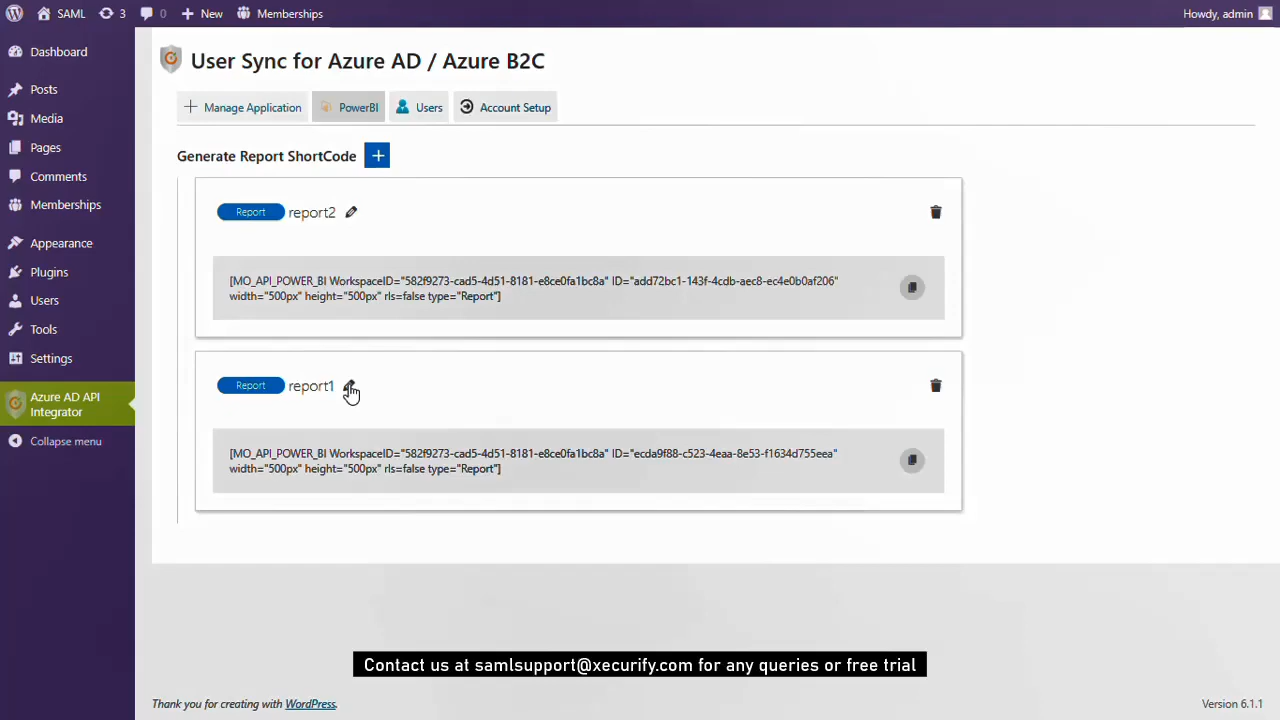 SAML
3
0
New
Memberships
Howdy, admin
Dashboard
Posts
Media
Pages
Comments
Memberships
Appearance
Plugins
Users
Tools
Settings
Azure AD API
Integrator
Collapse menu
User Sync for Azure AD / Azure B2C
Manage Application
PowerBI
Users
Account Setup
Generate Report ShortCode
Report report2
[MO_API_POWER_BI WorkspaceID="582f9273-cad5-4d51-8181-e8ce0fa1bc8a" ID="add72bc1-143f-4cdb-aec8-ec4e0b0af206"
width="500px" height="500px" rls=false type="Report"]
Report report1
[MO_API_POWER_BI WorkspaceID="582f9273-cad5-4d51-8181-e8ce0fa1bc8a" ID="ecda9f88-c523-4eaa-8e53-f1634d755eea"
width="500px" height="500px" rls=false type="Report"]
Contact us at samlsupport@xecurify.com for any queries or free trial
Thank you for creating with WordPress.
Version 6.1.1